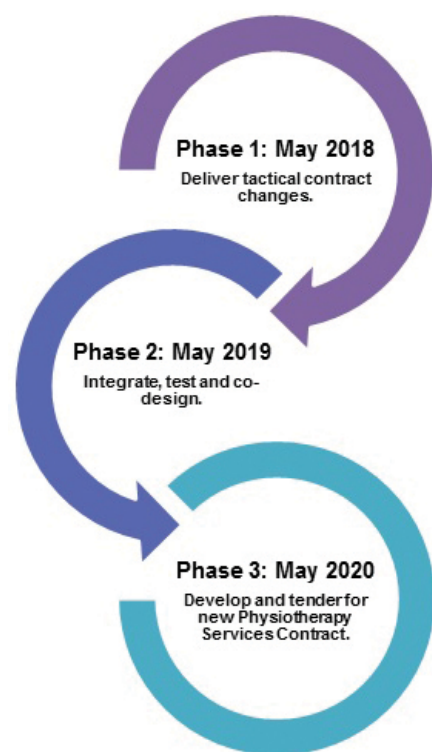 Phase 1: May 2018
Deliver tactical contract
changes.
Phase 2: May 2019
Integrate, test and co-
design.
Phase 3: May 2020
Develop and tender for
new Physiotherapy
Services Contract.